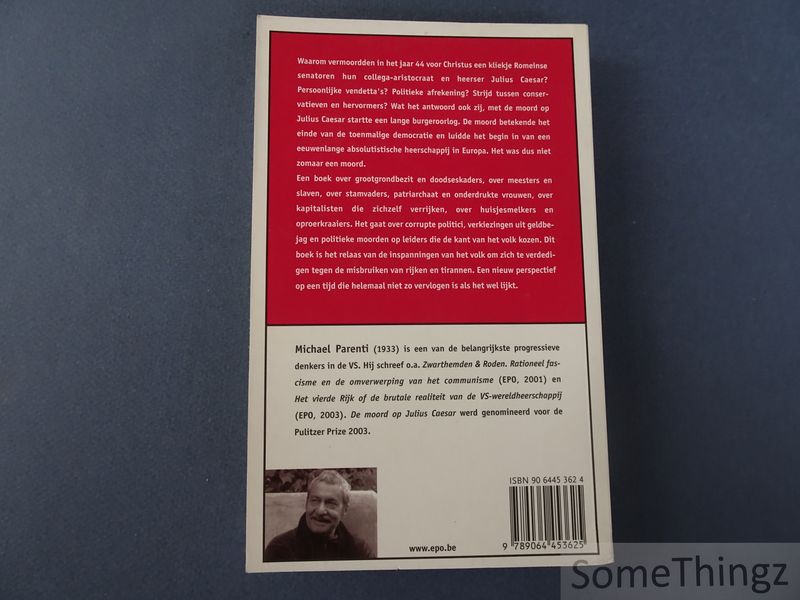 Waarom vermoordden in het jaar 44 voor Christus een kliekje Romeinse
senatoren hun collega-aristocraat en heerser Julius Caesar?
Persoonlijke vendetta's? Politieke afrekening? Strijd tussen conser-
vatieven en hervormers? Wat het antwoord ook zij, met de moord op
Julius Caesar startte een lange burgeroorlog. De moord betekende het
einde van de toenmalige democratie en luidde het begin in van een
eeuwenlange absolutistische heerschappij in Europa. Het was dus niet
zomaar een moord.
Een boek over grootgrondbezit en doodseskaders, over meesters en
slaven, over stamvaders, patriarchaat en onderdrukte vrouwen, over
kapitalisten die zichzelf verrijken, over huisjesmelkers en
oproerkraaiers. Het gaat over corrupte politici, verkiezingen uit geldbe-
jag en politieke moorden op leiders die de kant van het volk kozen. Dit
boek is het relaas van de inspanningen van het volk om zich te verdedi-
gen tegen de misbruiken van rijken en tirannen. Een nieuw perspectief
op een tijd die helemaal niet zo vervlogen is als het wel lijkt.
Michael Parenti (1933) is een van de belangrijkste progressieve
denkers in de VS. Hij schreef o.a. Zwarthemden & Roden. Rationeel fas-
cisme en de omverwerping van het communisme (EPO, 2001) en
Het vierde Rijk of de brutale realiteit van de VS-wereldheerschappij
(EPO, 2003). De moord op Julius Caesar werd genomineerd voor de
Pulitzer Prize 2003.
ISBN 90 6445 362 4
www.epo.be
9 789064 453625
SomeThingz